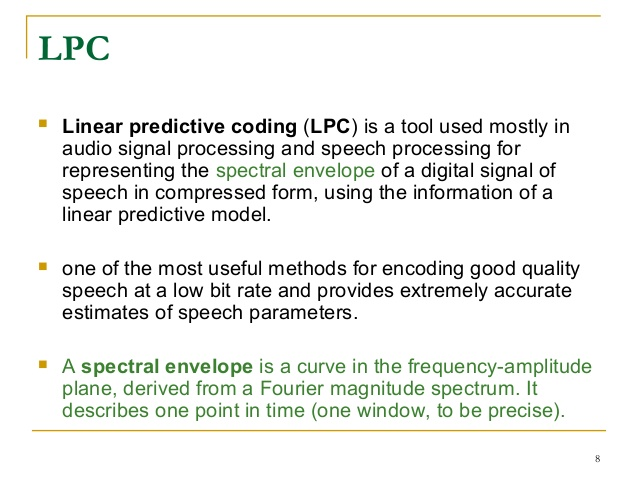 LPC
Linear predictive coding (LPC) is a tool used mostly in
audio signal processing and speech processing for
representing the spectral envelope of a digital signal of
speech in compressed form, using the information of a
linear predictive model.
one of the most useful methods for encoding good quality
speech at a low bit rate and provides extremely accurate
estimates of speech parameters.
A spectral envelope is a curve in the frequency-amplitude
plane, derived from a Fourier magnitude spectrum. It
describes one point in time (one window, to be precise).
8